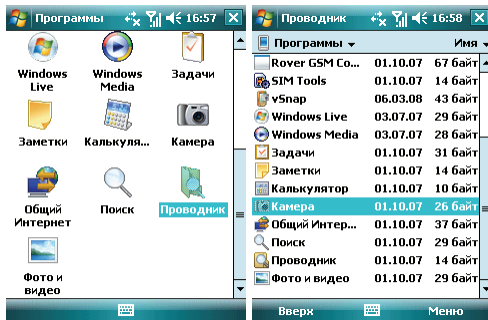 Программы 16:57
Windows Live
Windows Media
Задачи
Заметки
Калькуля...
Камера
Общий Интернет
Поиск
Проводник
Фото и видео
Проводник 16:58
Программы Имя
Rover GSM Co... 01.10.07 67 байт
SIM Tools 01.10.07 14 байт
vSnap 06.03.08 43 байт
Windows Live 03.07.07 29 байт
Windows Media 03.07.07 28 байт
Задачи 01.10.07 31 байт
Заметки 01.10.07 14 байт
Калькулятор 01.10.07 10 байт
Камера 01.10.07 26 байт
Общий Интер... 01.10.07 37 байт
Поиск 01.10.07 29 байт
Проводник 01.10.07 14 байт
Фото и видео 01.10.07 29 байт
Вверх Меню